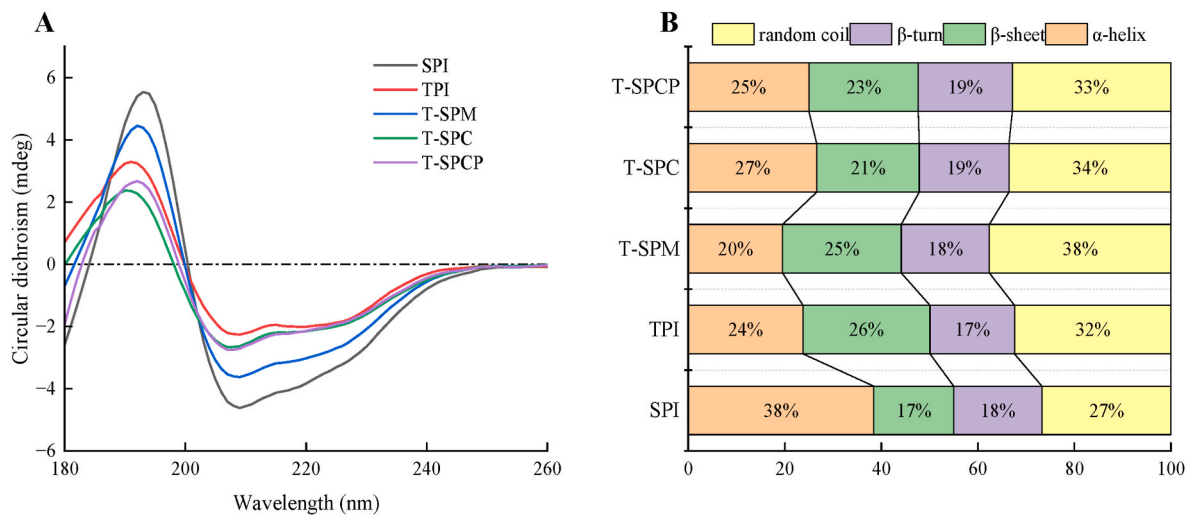 A
SPI
TPI
T-SPM
T-SPC
T-SPCP
6
4
2
0
−2
−4
−6
180
200
220
240
260
Circular dichroism (mdeg)
Wavelength (nm)
B
random coil β-turn β-sheet α-helix
T-SPCP 25% 23% 19% 33%
T-SPC 27% 21% 19% 34%
T-SPM 20% 25% 18% 38%
TPI 24% 26% 17% 32%
SPI 38% 17% 18% 27%
0 20 40 60 80 100